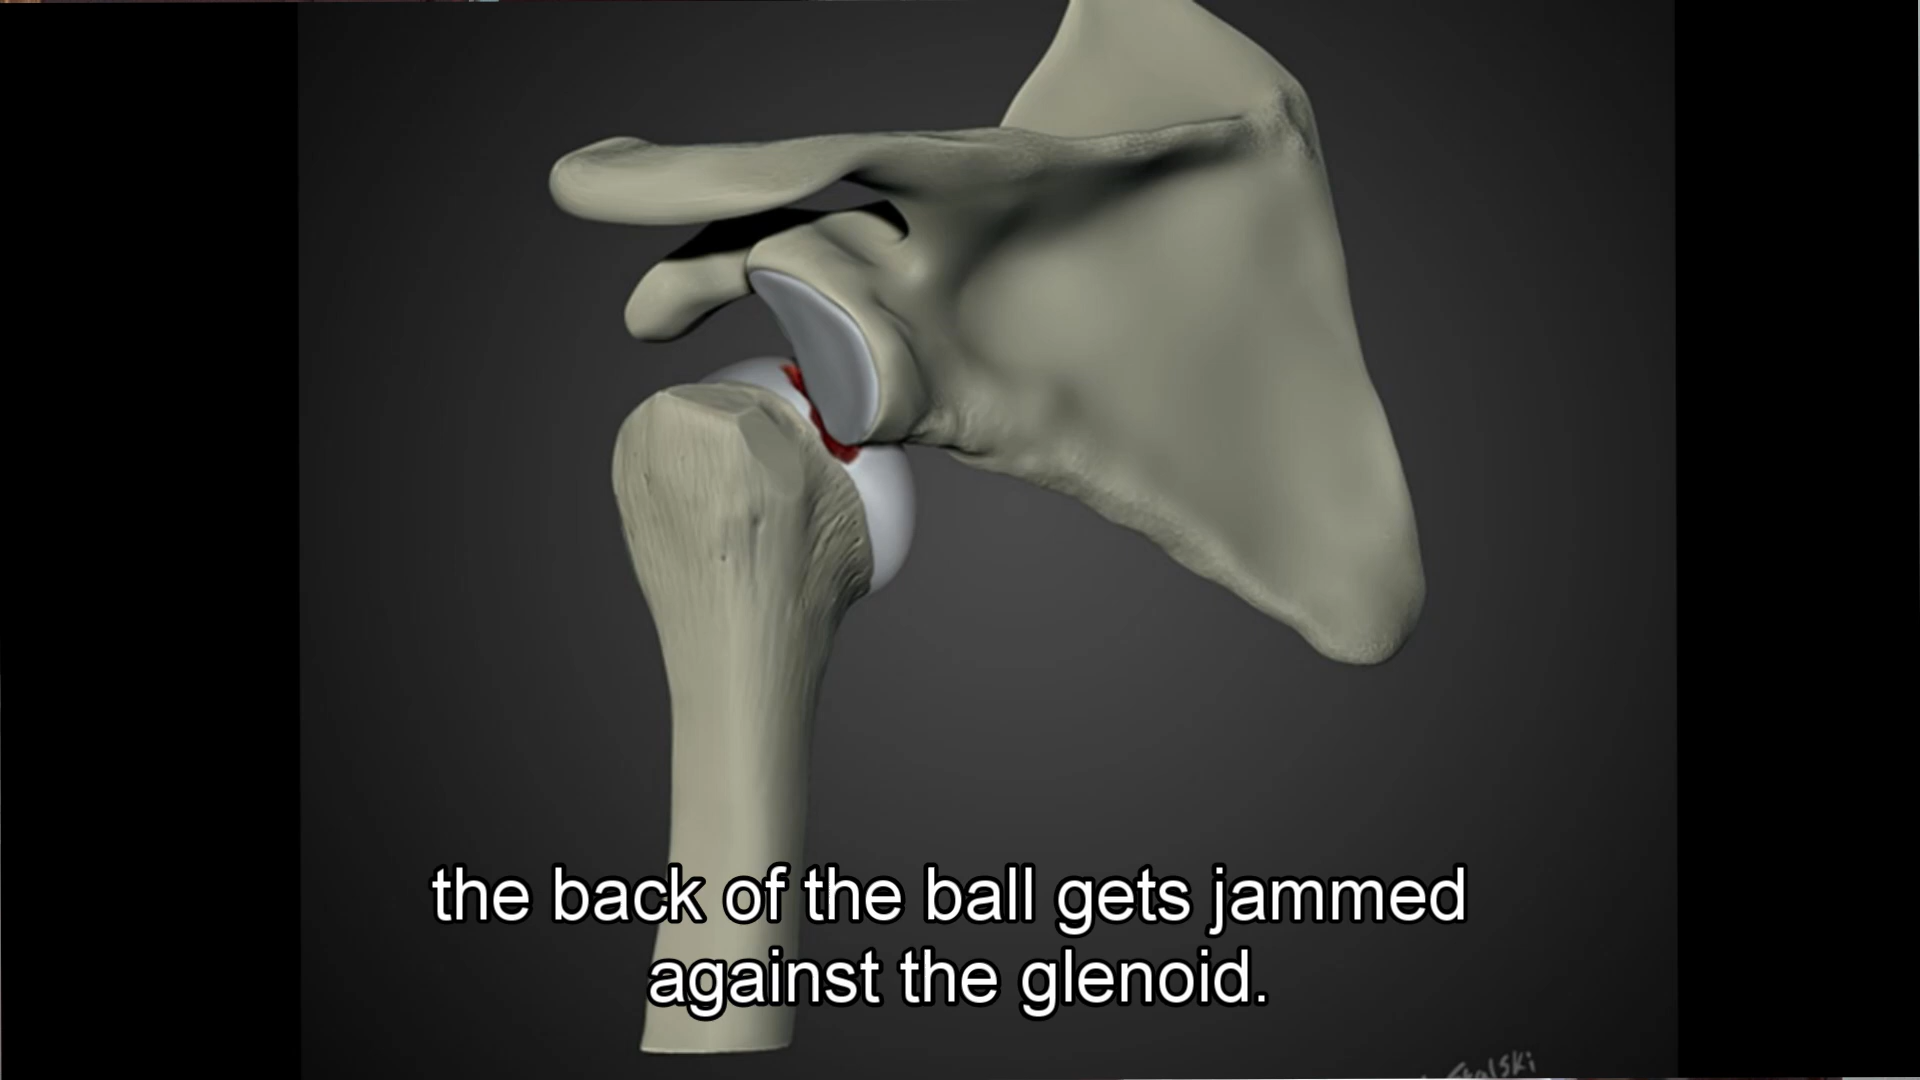 the back of the ball gets jammed
against the glenoid.